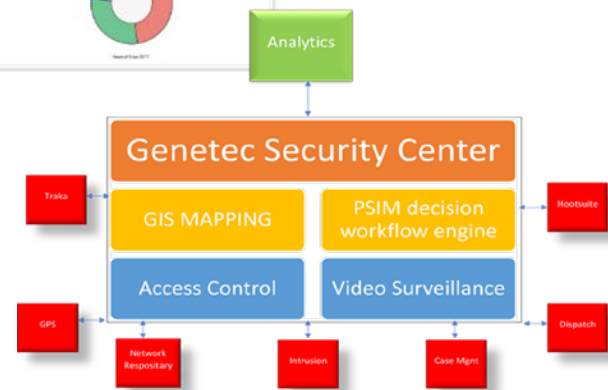 Analytics
Genetec Security Center
Traka
GIS MAPPING
PSIM decision
workflow engine
Hootsuite
Access Control
Video Surveillance
GPS
Dispatch
Network
Respositary
Intrusion
Case Mgnt